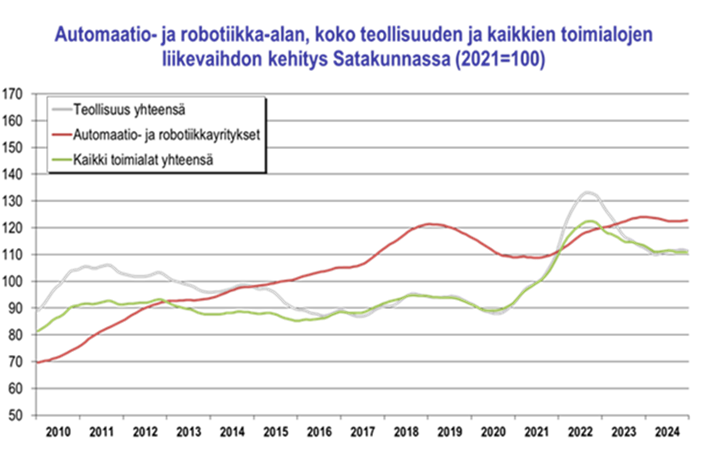 Automaatio- ja robotiikka-alan, koko teollisuuden ja kaikkien toimialojen
liikevaihdon kehitys Satakunnassa (2021=100)
170
160
150
140
130
120
110
100
90
80
70
60
50
Teollisuus yhteensä
Automaatio- ja robotiikkayritykset
Kaikki toimialat yhteensä
2010 2011 2012 2013 2014 2015 2016 2017 2018 2019 2020 2021 2022 2023 2024